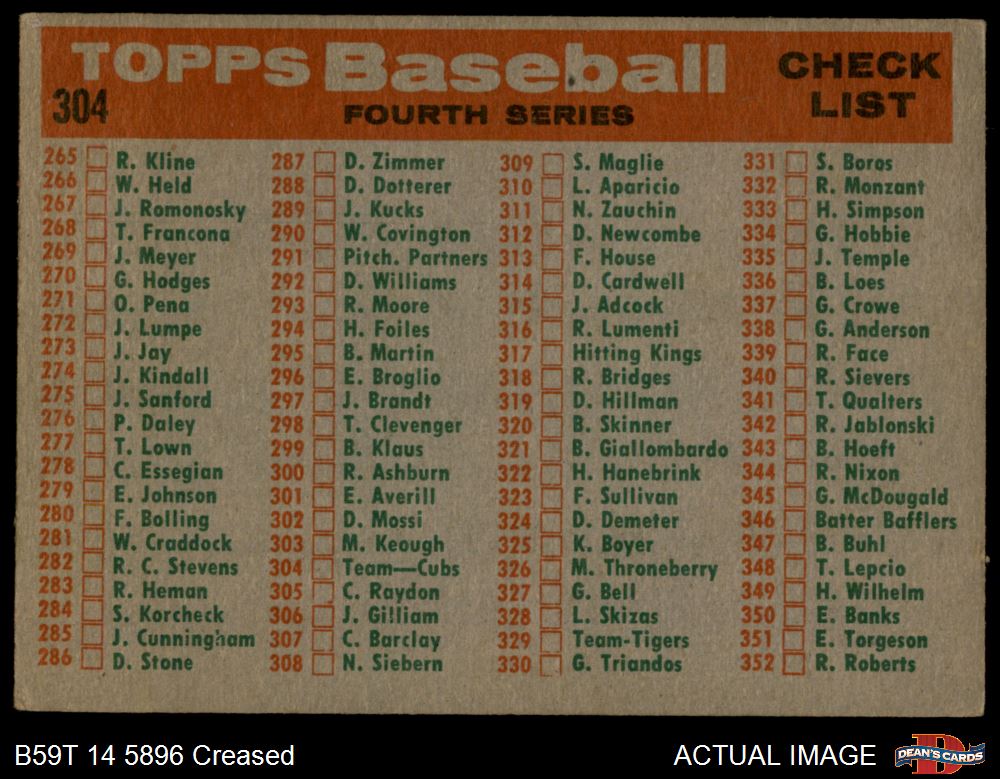 TOPPS Baseball CHECK LIST
304 FOURTH SERIES
265 R. Kline
266 W. Held
267 J. Romonosky
268 T. Francona
269 J. Meyer
270 G. Hodges
271 O. Pena
272 J. Lumpe
273 J. Jay
274 J. Kindall
275 J. Sanford
276 P. Daley
277 T. Lown
278 C. Essegian
279 E. Johnson
280 F. Bolling
281 W. Craddock
282 R. C. Stevens
283 R. Heman
284 S. Korcheck
285 J. Cunningham
286 D. Stone
287 D. Zimmer
288 D. Dotterer
289 J. Kucks
290 W. Covington
291 Pitch. Partners
292 D. Williams
293 R. Moore
294 H. Foiles
295 B. Martin
296 E. Broglio
297 J. Brandt
298 T. Clevenger
299 B. Klaus
300 R. Ashburn
301 E. Averill
302 D. Mossi
303 M. Keough
304 Team—Cubs
305 C. Raydon
306 J. Gilliam
307 C. Barclay
308 N. Siebern
309 S. Maglie
310 L. Aparicio
311 N. Zauchin
312 D. Newcombe
313 F. House
314 D. Cardwell
315 J. Adcock
316 R. Lumenti
317 Hitting Kings
318 R. Bridges
319 D. Hillman
320 B. Skinner
321 B. Giallombardo
322 H. Hanebrink
323 F. Sullivan
324 D. Demeter
325 K. Boyer
326 M. Throneberry
327 G. Bell
328 L. Skizas
329 Team-Tigers
330 G. Triandos
331 S. Boros
332 R. Monzant
333 H. Simpson
334 G. Hobbie
335 J. Temple
336 B. Loes
337 G. Crowe
338 G. Anderson
339 R. Face
340 R. Sievers
341 T. Qualters
342 R. Jablonski
343 B. Hoeft
344 R. Nixon
345 G. McDougald
346 Batter Bafflers
347 B. Buhl
348 T. Lepcio
349 H. Wilhelm
350 E. Banks
351 E. Torgeson
352 R. Roberts
B59T 14 5896 Creased
ACTUAL IMAGE
DEAN'S CARDS